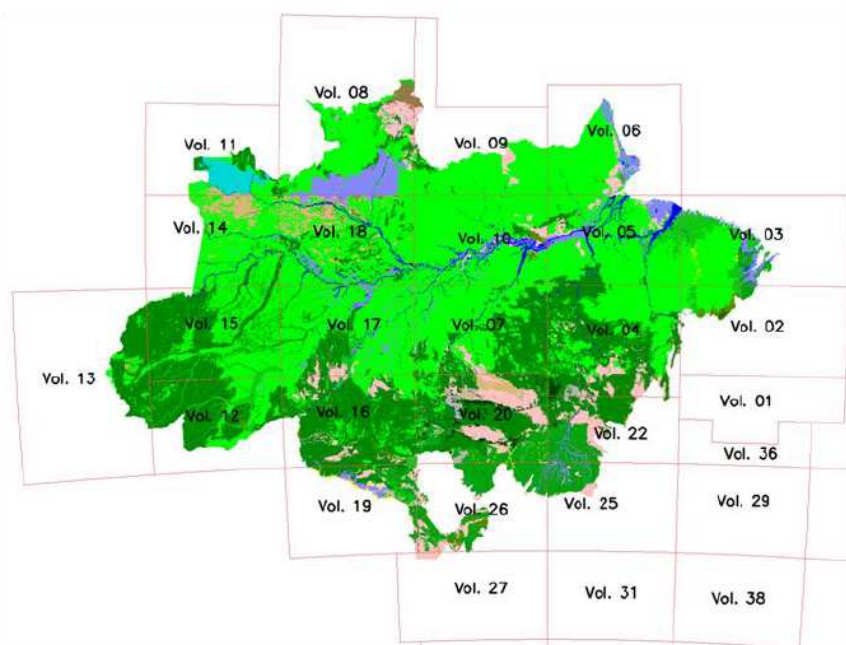 Vol. 08
Vol. 06
Vol. 11
Vol. 09
Vol. 14
Vol. 18
Vol. 10
Vol. 05
Vol. 03
Vol. 15
Vol. 17
Vol. 07
Vol. 04
Vol. 02
Vol. 13
Vol. 01
Vol. 12
Vol. 16
Vol. 20
Vol. 22
Vol. 36
Vol. 19
Vol. 26
Vol. 25
Vol. 29
Vol. 27
Vol. 31
Vol. 38